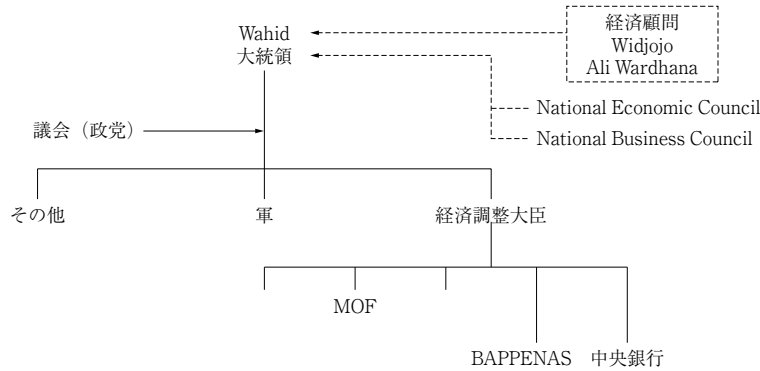 Wahid
大統領
経済顧問
Widjojo
Ali Wardhana
National Economic Council
National Business Council
議会（政党）
その他
軍
経済調整大臣
MOF
BAPPENAS
中央銀行